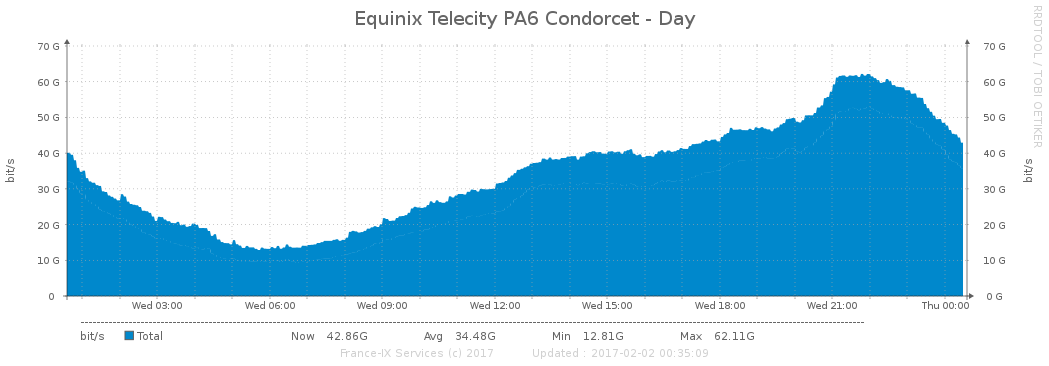 Equinix Telecity PA6 Condorcet - Day
RRDTOOL / TOBI OETIKER
bit/s
70 G 70 G
60 G 60 G
50 G 50 G
40 G 40 G
30 G 30 G
20 G 20 G
10 G 10 G
0 0 G
bit/s
Wed 03:00 Wed 06:00 Wed 09:00 Wed 12:00 Wed 15:00 Wed 18:00 Wed 21:00 Thu 00:00
bit/s Total Now 42.86G Avg 34.48G Min 12.81G Max 62.11G
France-IX Services (c) 2017 Updated : 2017-02-02 00:35:09